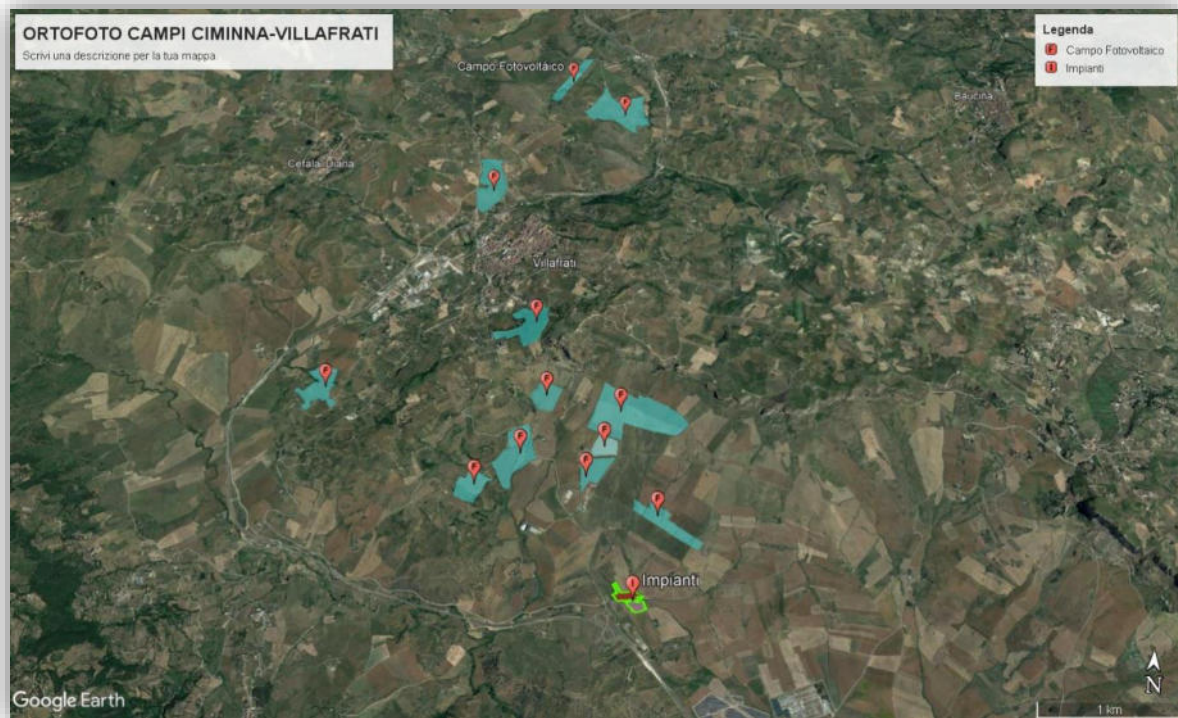 ORTOFOTO CAMPI CIMINNA-VILLAFRATI
Scrivi una descrizione per la tua mappa
Legenda
F Campo Fotovoltaico
I Impianti
Campo Fotovoltaico
F
F
Baucina
Cefalà Diana
F
Villafrati
F
F
F
F
F
F
F
F
F
I
Impianti
N
Google Earth
1 km